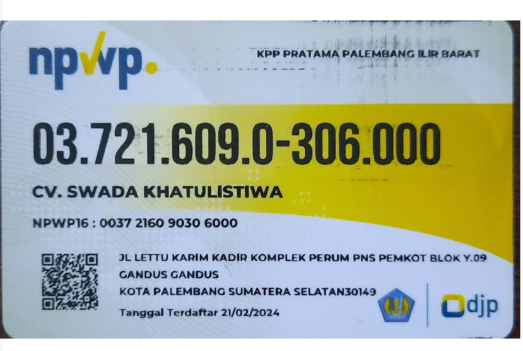 npwp.
KPP PRATAMA PALEMBANG ILIR BARAT
03.721.609.0-306.000
CV. SWADA KHATULISTIWA
NPWP16 : 0037 2160 9030 6000
JL LETTU KARIM KADIR KOMPLEK PERUM PNS PEMKOT BLOK Y.09
GANDUS GANDUS
KOTA PALEMBANG SUMATERA SELATAN30149
Tanggal Terdaftar 21/02/2024
djp